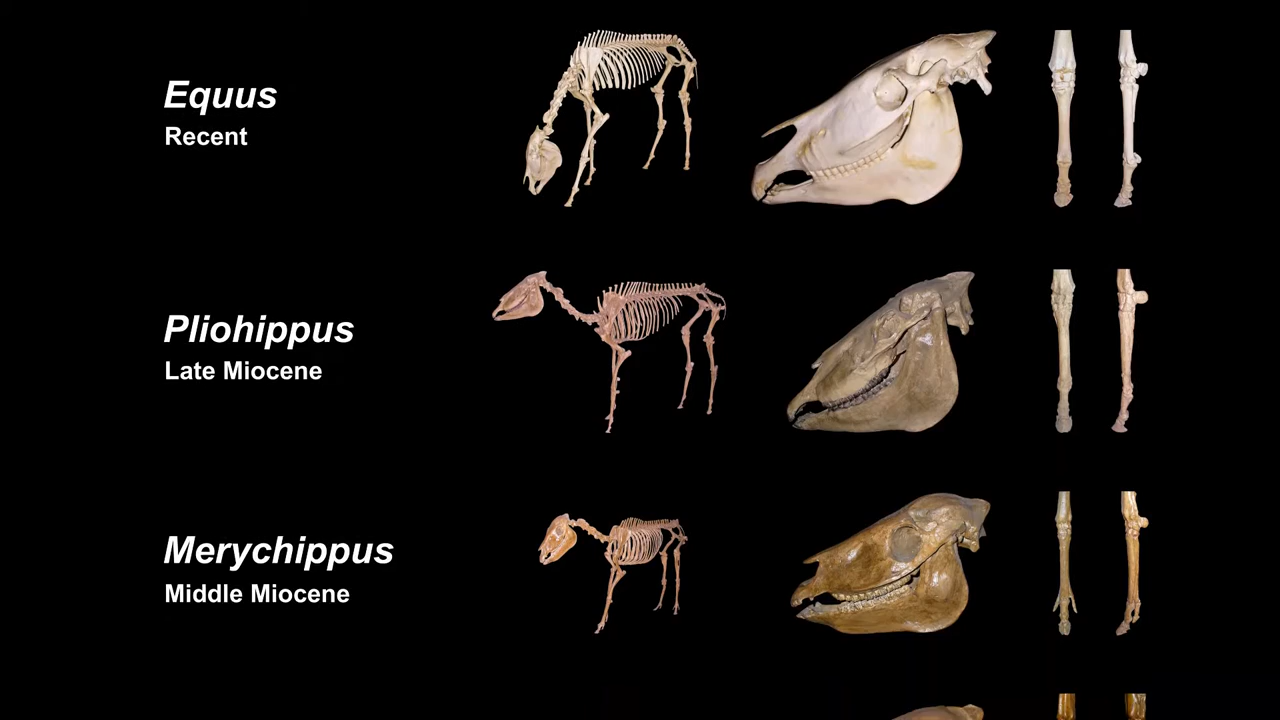 Equus
Recent
Pliohippus
Late Miocene
Merychippus
Middle Miocene